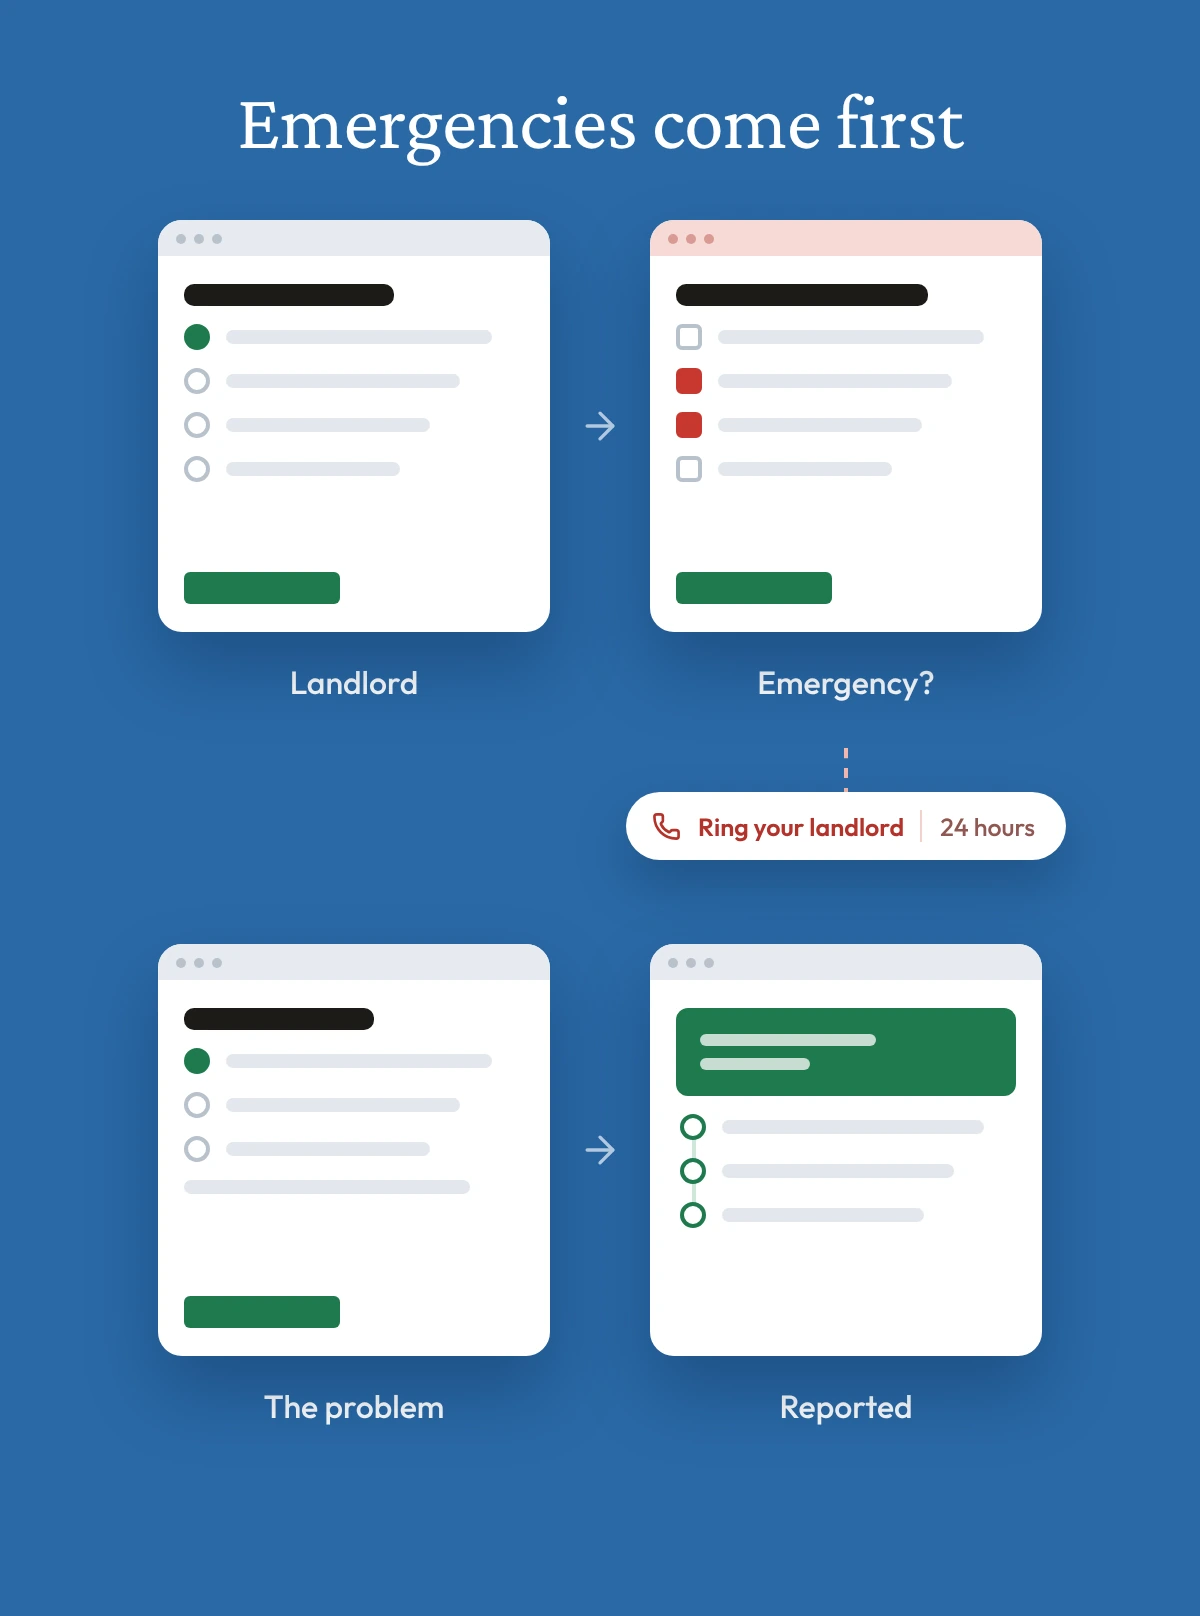 Emergencies come first
Landlord
Emergency?
Ring your landlord
24 hours
The problem
Reported